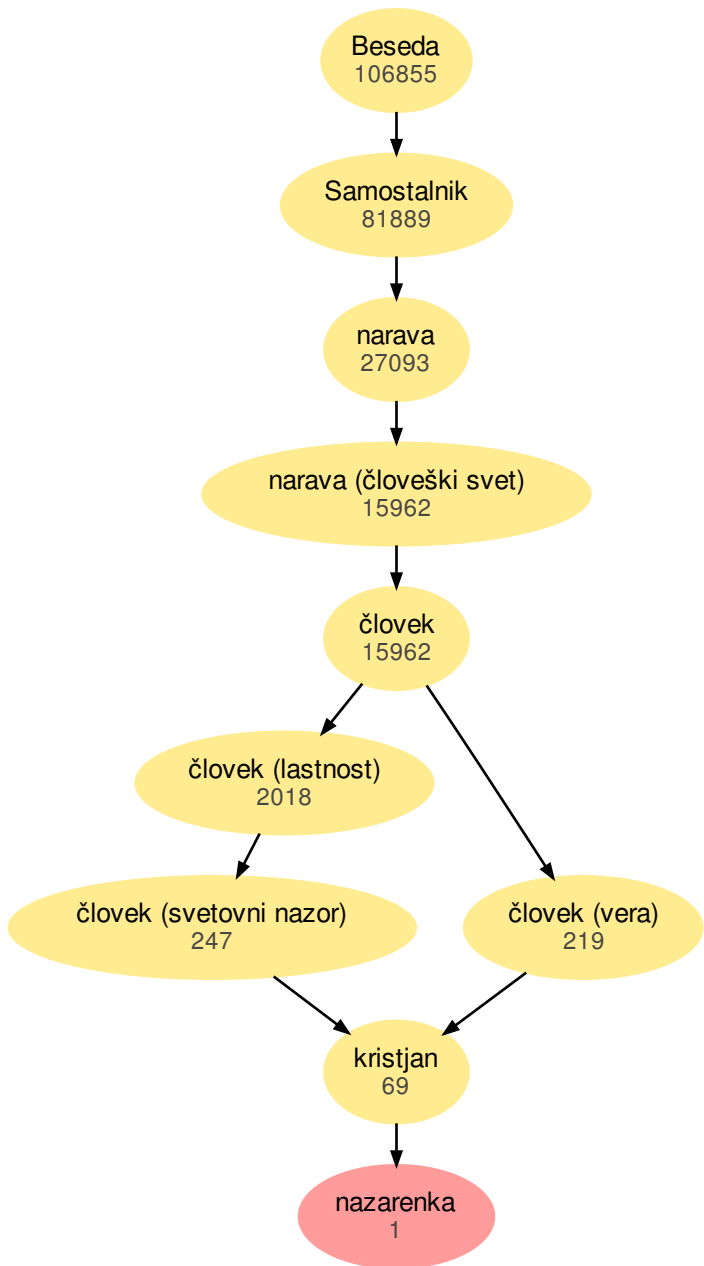 Beseda
106855
Samostalnik
81889
narava
27093
narava (človeški svet)
15962
človek
15962
človek (lastnost)
2018
človek (svetovni nazor)
247
človek (vera)
219
kristjan
69
nazarenka
1